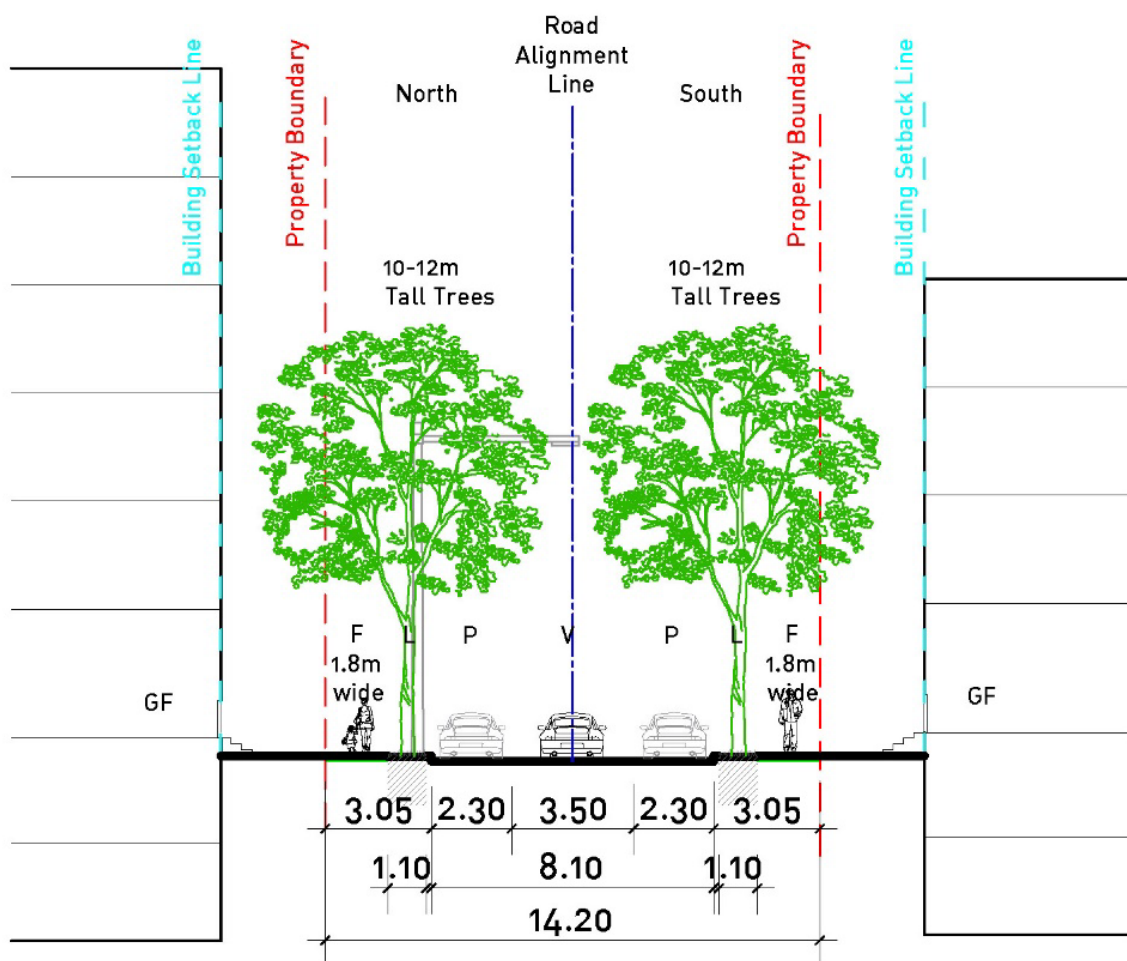 Road
Alignment
Line
North
South
Building Setback Line
Property Boundary
Property Boundary
Building Setback Line
10-12m
Tall Trees
10-12m
Tall Trees
F
L
P
V
P
L
F
1.8m
wide
1.8m
wide
GF
GF
3.05
2.30
3.50
2.30
3.05
1.10
8.10
1.10
14.20